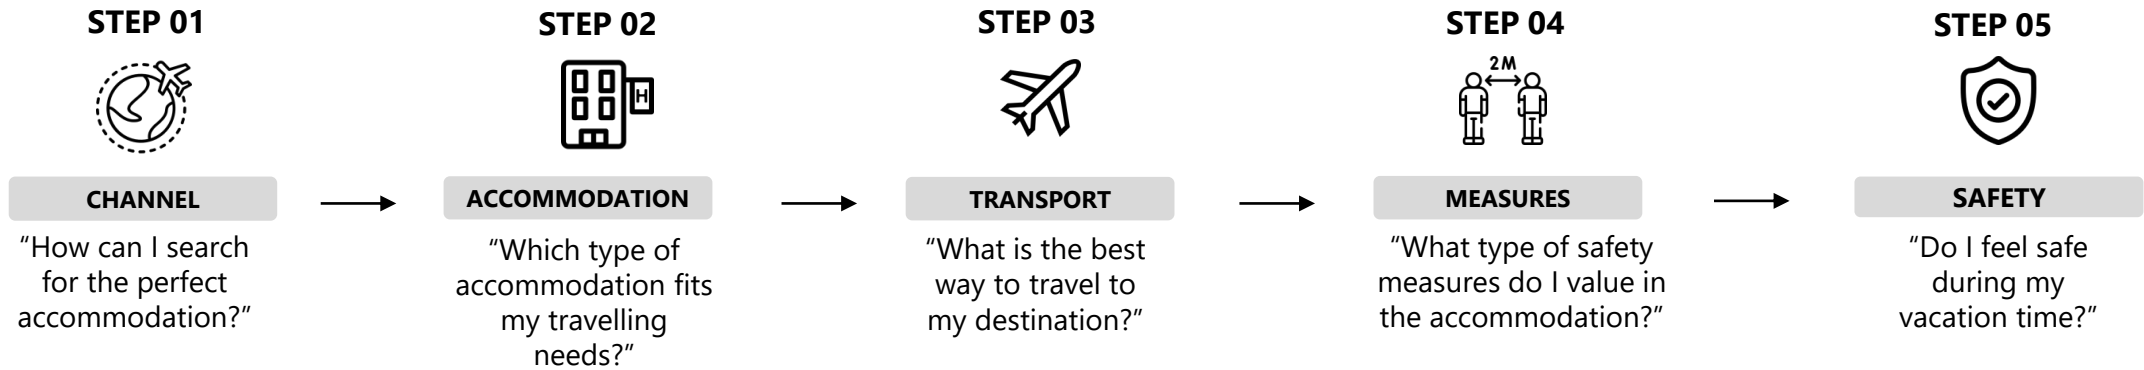 STEP 01
STEP 02
STEP 03
STEP 04
STEP 05
H
2M
CHANNEL
ACCOMMODATION
TRANSPORT
MEASURES
SAFETY
“How can I search
for the perfect
accommodation?”
“Which type of
accommodation fits
my travelling
needs?”
“What is the best
way to travel to
my destination?”
“What type of safety
measures do I value in
the accommodation?”
“Do I feel safe
during my
vacation time?”